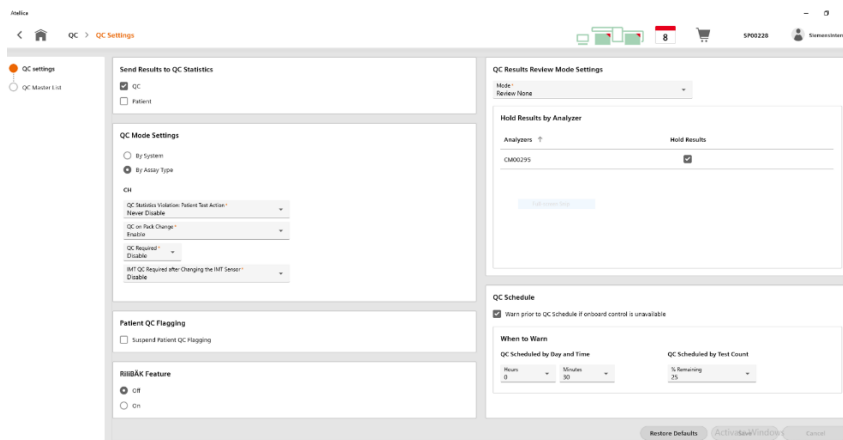 Atellica
QC > QC Settings
8
SP00228
QC settings
QC Master List
Send Results to QC Statistics
QC
Patient
QC Mode Settings
By System
By Assay Type
CH
QC Statistics Violation: Patient Test Action*
Never Disable
QC on Pack Change*
Enable
QC Required*
Disable
IMT QC Required after Changing the IMT Sensor*
Disable
Patient QC Flagging
Suspend Patient QC Flagging
RiliBÄK Feature
Off
On
QC Results Review Mode Settings
Mode*
Review None
Hold Results by Analyzer
Analyzers ↑ Hold Results
CM00295
QC Schedule
Warn prior to QC Schedule if onboard control is unavailable
When to Warn
QC Scheduled by Day and Time QC Scheduled by Test Count
Hours Minutes % Remaining
0 30 25
Restore Defaults Save Cancel
Activate Windows